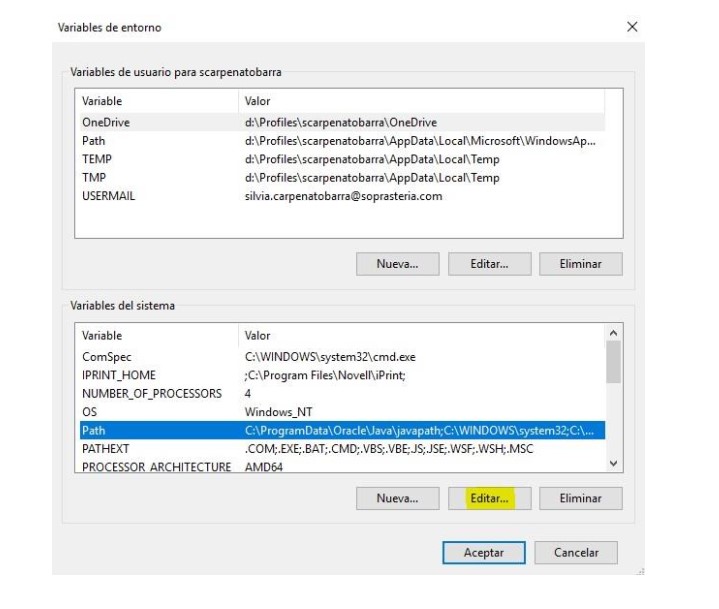 Variables de entorno
Variables de usuario para scarpenatobarra
Variable Valor
OneDrive d:\Profiles\scarpenatobarra\OneDrive
Path d:\Profiles\scarpenatobarra\AppData\Local\Microsoft\WindowsAp...
TEMP d:\Profiles\scarpenatobarra\AppData\Local\Temp
TMP d:\Profiles\scarpenatobarra\AppData\Local\Temp
USERMAIL silvia.carpenatobarra@soprasteria.com
Nueva... Editar... Eliminar
Variables del sistema
Variable Valor
ComSpec C:\WINDOWS\system32\cmd.exe
IPRINT_HOME ;C:\Program Files\Novell\iPrint;
NUMBER_OF_PROCESSORS 4
OS Windows_NT
Path C:\ProgramData\Oracle\Java\javapath;C:\WINDOWS\system32;C:\...
PATHEXT .COM;.EXE;.BAT;.CMD;.VBS;.VBE;.JS;.JSE;.WSF;.WSH;.MSC
PROCESSOR_ARCHITECTURE AMD64
Nueva... Editar... Eliminar
Aceptar Cancelar